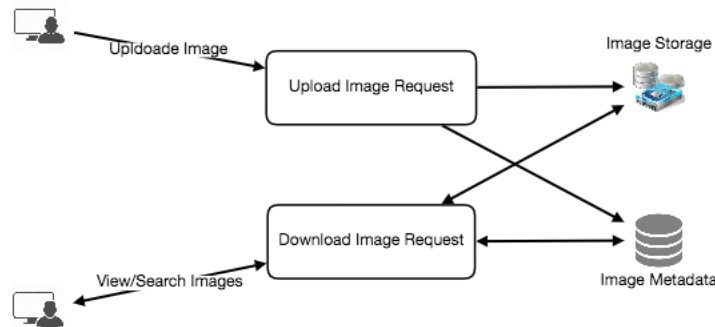 Upldoade Image
Image Storage
Upload Image Request
Download Image Request
View/Search Images
Image Metadata